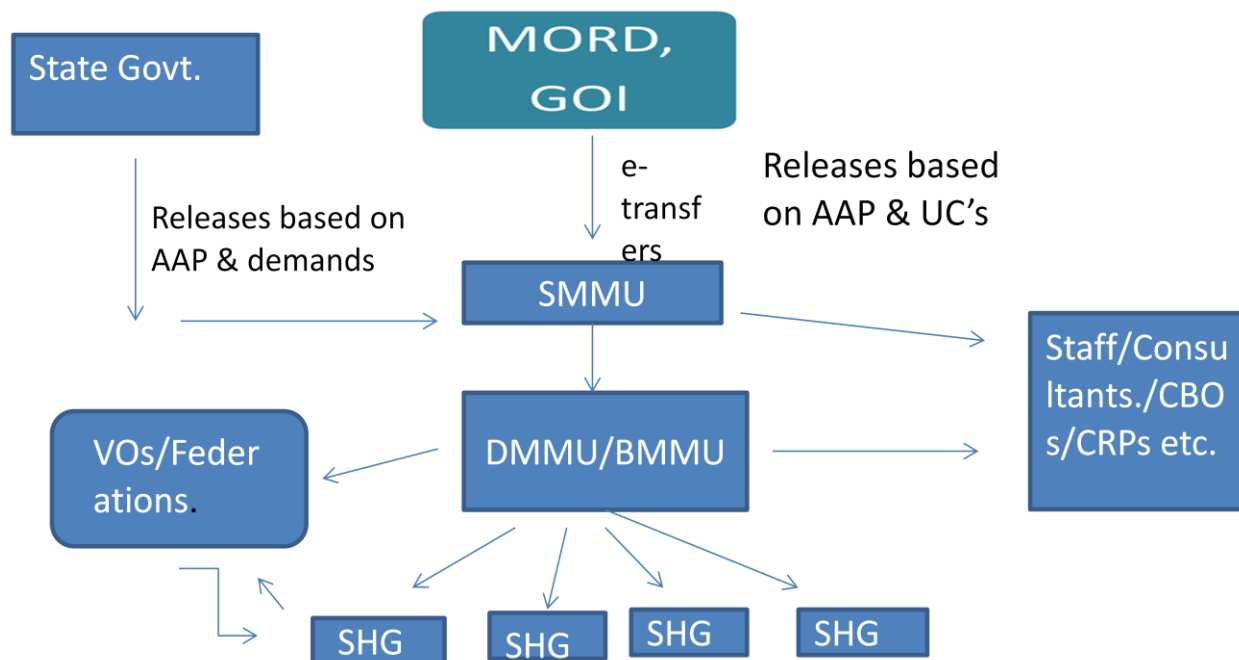 State Govt.
MORD,
GOI
e-
transf
ers
Releases based
on AAP & UC’s
Releases based on
AAP & demands
SMMU
Staff/Consu
ltants./CBO
s/CRPs etc.
VOs/Feder
ations.
DMMU/BMMU
SHG
SHG
SHG
SHG